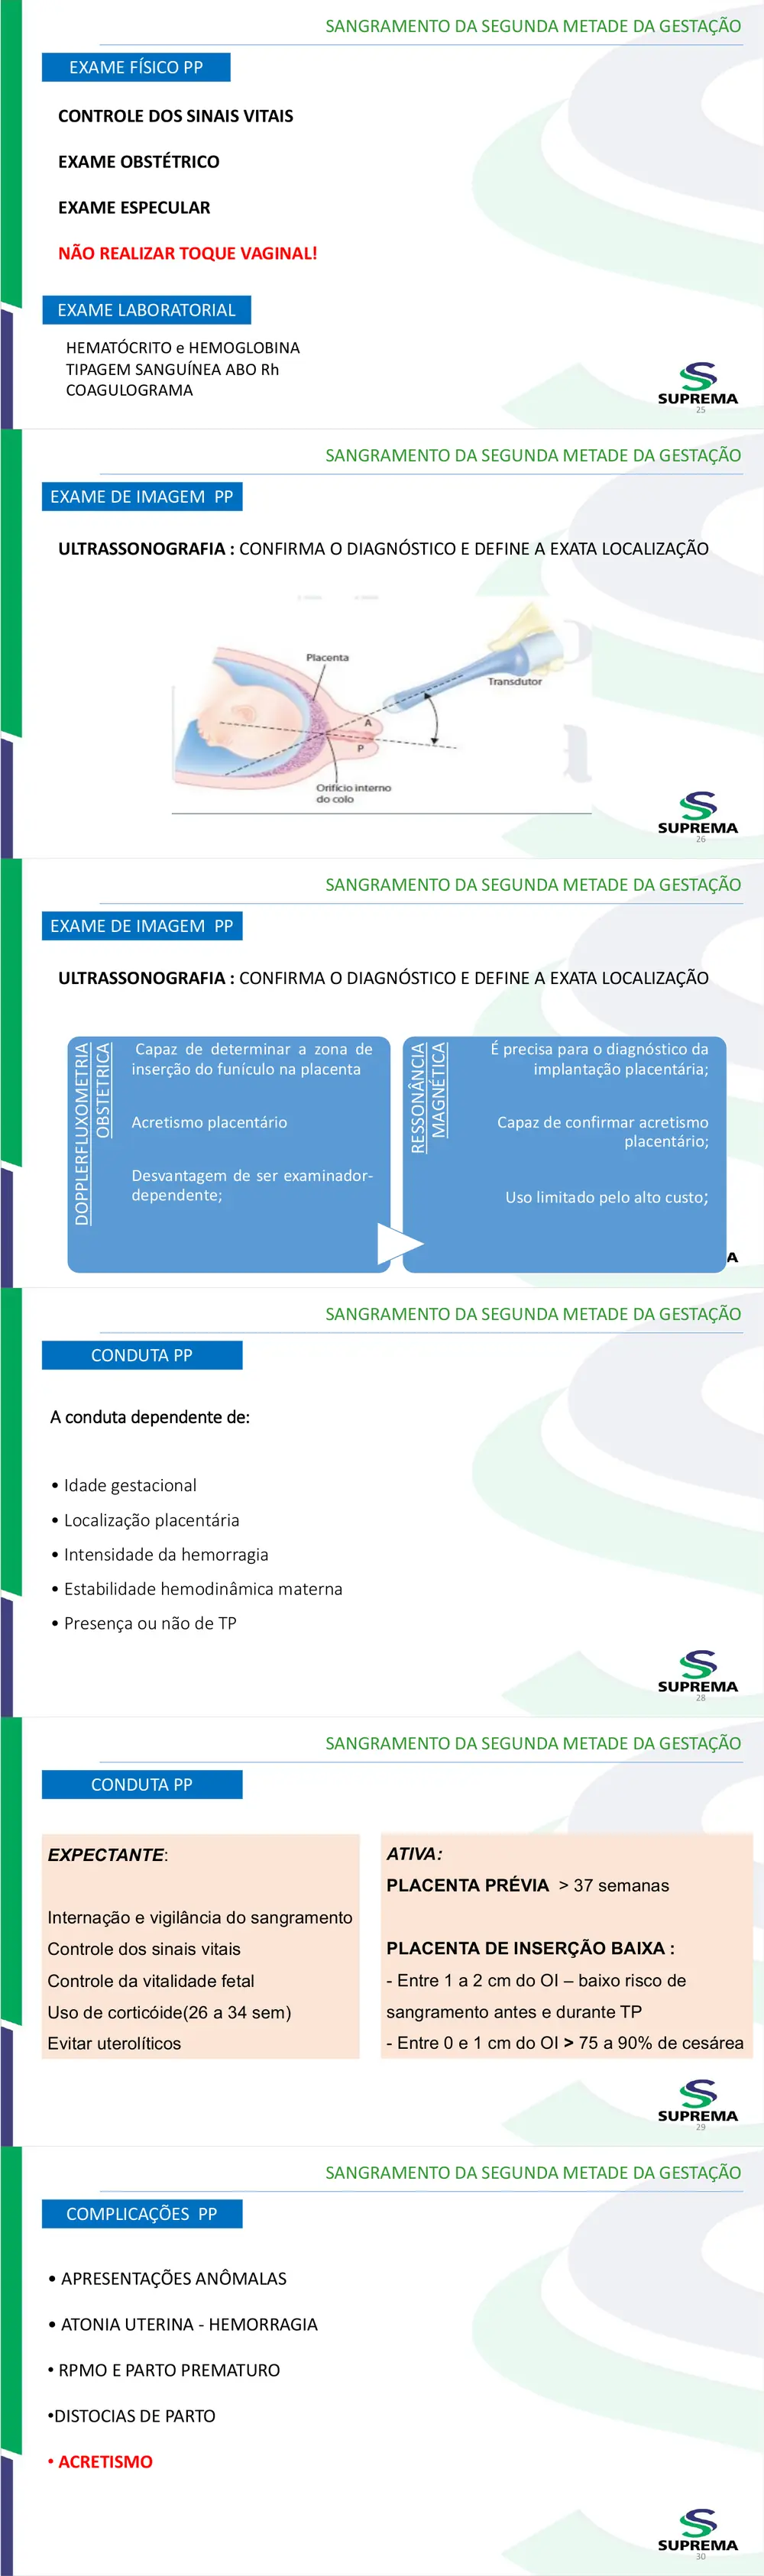 SANGRAMENTO DA SEGUNDA METADE DA GESTAÇÃO
EXAME FÍSICO PP
CONTROLE DOS SINAIS VITAIS
EXAME OBSTÉTRICO
EXAME ESPECULAR
NÃO REALIZAR TOQUE VAGINAL!
EXAME LABORATORIAL
HEMATÓCRITO e HEMOGLOBINA
TIPAGEM SANGUÍNEA ABO Rh
COAGULOGRAMA
SUPREMA
25
SANGRAMENTO DA SEGUNDA METADE DA GESTAÇÃO
EXAME DE IMAGEM PP
ULTRASSONOGRAFIA : CONFIRMA O DIAGNÓSTICO E DEFINE A EXATA LOCALIZAÇÃO
Placenta
Transdutor
A
P
Orifício interno
do colo
SUPREMA
26
SANGRAMENTO DA SEGUNDA METADE DA GESTAÇÃO
EXAME DE IMAGEM PP
ULTRASSONOGRAFIA : CONFIRMA O DIAGNÓSTICO E DEFINE A EXATA LOCALIZAÇÃO
DOPPLERFLUXOMETRIA
OBSTETRICA
Capaz de determinar a zona de
inserção do funículo na placenta
Acretismo placentário
Desvantagem de ser examinador-
dependente;
RESSONÂNCIA
MAGNÉTICA
É precisa para o diagnóstico da
implantação placentária;
Capaz de confirmar acretismo
placentário;
Uso limitado pelo alto custo;
A
SANGRAMENTO DA SEGUNDA METADE DA GESTAÇÃO
CONDUTA PP
A conduta dependente de:
• Idade gestacional
• Localização placentária
• Intensidade da hemorragia
• Estabilidade hemodinâmica materna
• Presença ou não de TP
SUPREMA
28
SANGRAMENTO DA SEGUNDA METADE DA GESTAÇÃO
CONDUTA PP
EXPECTANTE:
Internação e vigilância do sangramento
Controle dos sinais vitais
Controle da vitalidade fetal
Uso de corticóide(26 a 34 sem)
Evitar uterolíticos
ATIVA:
PLACENTA PRÉVIA > 37 semanas
PLACENTA DE INSERÇÃO BAIXA :
- Entre 1 a 2 cm do OI – baixo risco de
sangramento antes e durante TP
- Entre 0 e 1 cm do OI > 75 a 90% de cesárea
SUPREMA
29
SANGRAMENTO DA SEGUNDA METADE DA GESTAÇÃO
COMPLICAÇÕES PP
• APRESENTAÇÕES ANÔMALAS
• ATONIA UTERINA - HEMORRAGIA
• RPMO E PARTO PREMATURO
•DISTOCIAS DE PARTO
• ACRETISMO
SUPREMA
30